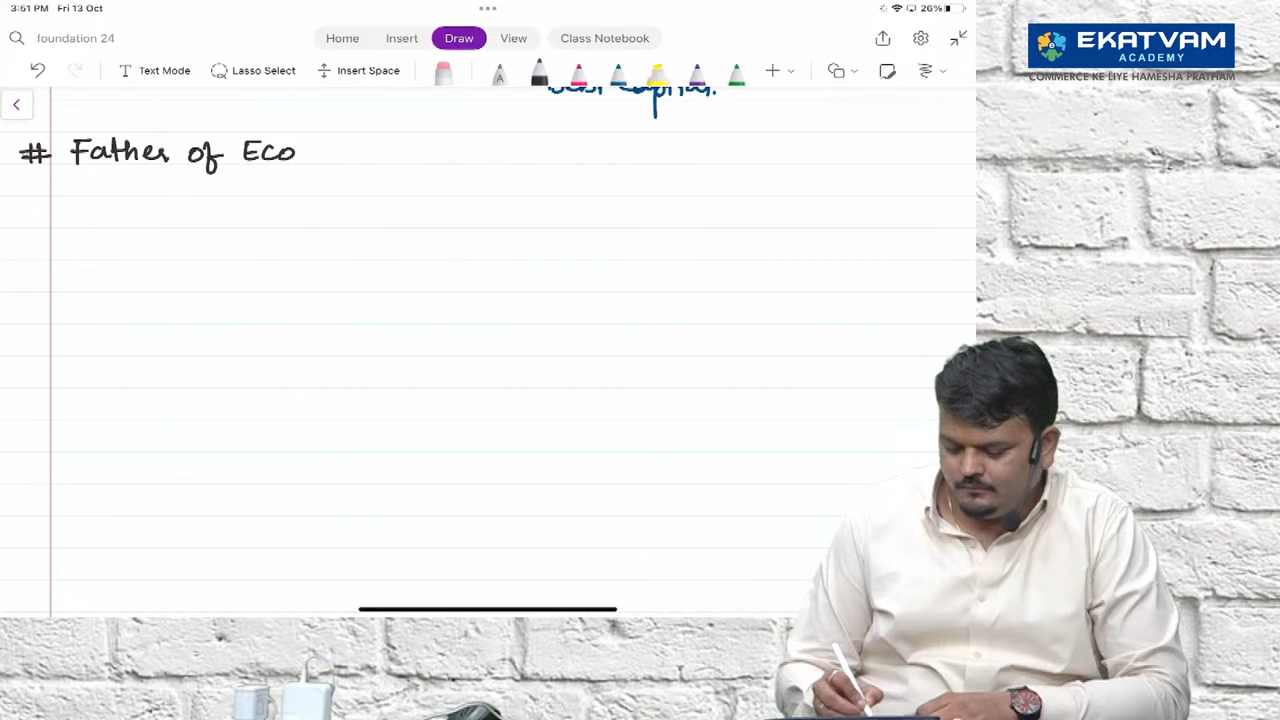 3:51 PM Fri 13 Oct
26%
foundation 24
Home Insert Draw View Class Notebook
Text Mode Lasso Select Insert Space
capital.
# Father of Eco
EKATVAM
ACADEMY
COMMERCE KE LIYE HAMESHA PRATHAM